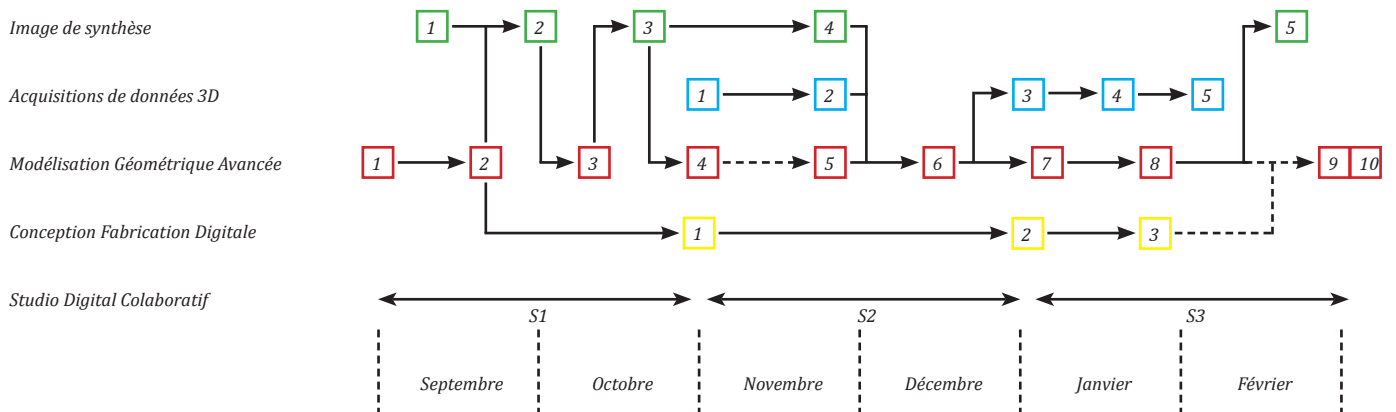 Image de synthèse 1 2 3 4 5
Acquisitions de données 3D 1 2 3 4 5
Modélisation Géométrique Avancée 1 2 3 4 5 6 7 8 9 10
Conception Fabrication Digitale 1 2 3
Studio Digital Colaboratif
S1 S2 S3
Septembre Octobre Novembre Décembre Janvier Février